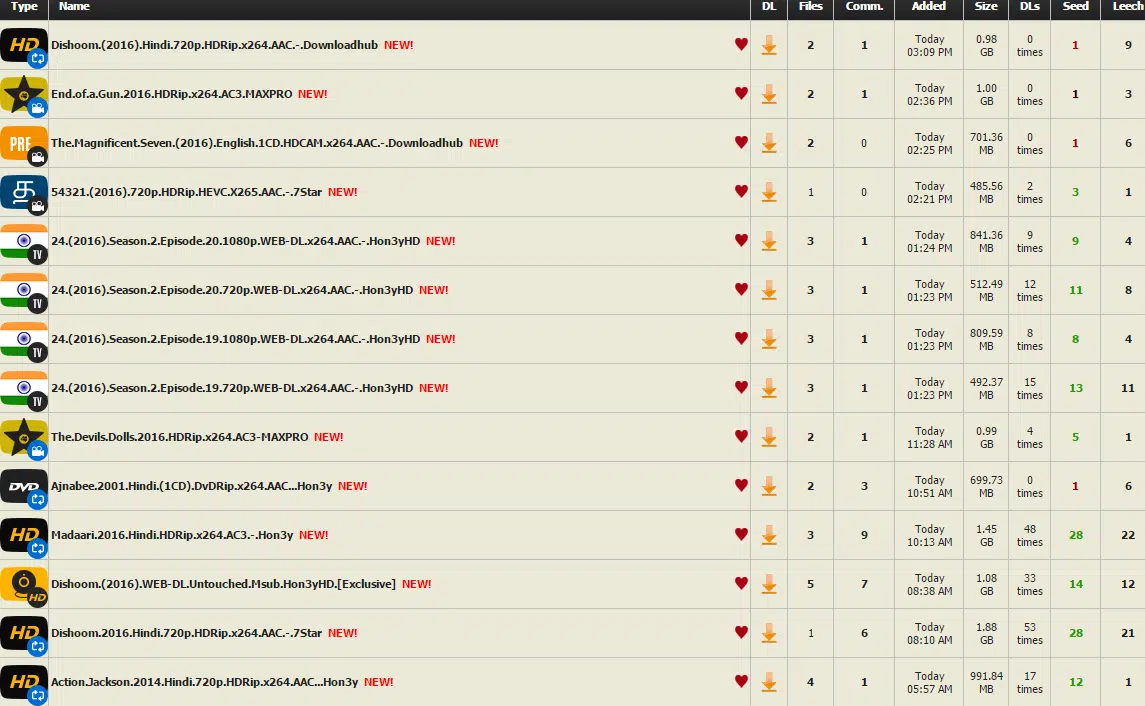 Type Name DL Files Comm. Added Size DLs Seed Leech
HD Dishoom.(2016).Hindi.720p.HDRip.x264.AAC.-.Downloadhub NEW! 2 1 Today 03:09 PM 0.98 GB 0 times 1 9
End.of.a.Gun.2016.HDRip.x264.AC3.MAXPRO NEW! 2 1 Today 02:36 PM 1.00 GB 0 times 1 3
PRE The.Magnificent.Seven.(2016).English.1CD.HDCAM.x264.AAC.-.Downloadhub NEW! 2 0 Today 02:25 PM 701.36 MB 0 times 1 6
54321.(2016).720p.HDRip.HEVC.X265.AAC.-.7Star NEW! 1 0 Today 02:21 PM 485.56 MB 2 times 3 1
TV 24.(2016).Season.2.Episode.20.1080p.WEB-DL.x264.AAC.-.Hon3yHD NEW! 3 1 Today 01:24 PM 841.36 MB 9 times 9 4
TV 24.(2016).Season.2.Episode.20.720p.WEB-DL.x264.AAC.-.Hon3yHD NEW! 3 1 Today 01:23 PM 512.49 MB 12 times 11 8
TV 24.(2016).Season.2.Episode.19.1080p.WEB-DL.x264.AAC.-.Hon3yHD NEW! 3 1 Today 01:23 PM 809.59 MB 8 times 8 4
TV 24.(2016).Season.2.Episode.19.720p.WEB-DL.x264.AAC.-.Hon3yHD NEW! 3 1 Today 01:23 PM 492.37 MB 15 times 13 11
The.Devils.Dolls.2016.HDRip.x264.AC3-MAXPRO NEW! 2 1 Today 11:28 AM 0.99 GB 4 times 5 1
DVD Ajnabee.2001.Hindi.(1CD).DvDRip.x264.AAC...Hon3y NEW! 2 3 Today 10:51 AM 699.73 MB 0 times 1 6
HD Madaari.2016.Hindi.HDRip.x264.AC3.-.Hon3y NEW! 3 9 Today 10:13 AM 1.45 GB 48 times 28 22
HD Dishoom.(2016).WEB-DL.Untouched.Msub.Hon3yHD.[Exclusive] NEW! 5 7 Today 08:38 AM 1.08 GB 33 times 14 12
HD Dishoom.2016.Hindi.720p.HDRip.x264.AAC.-.7Star NEW! 1 6 Today 08:10 AM 1.88 GB 53 times 28 21
HD Action.Jackson.2014.Hindi.720p.HDRip.x264.AAC...Hon3y NEW! 4 1 Today 05:57 AM 991.84 MB 17 times 12 1